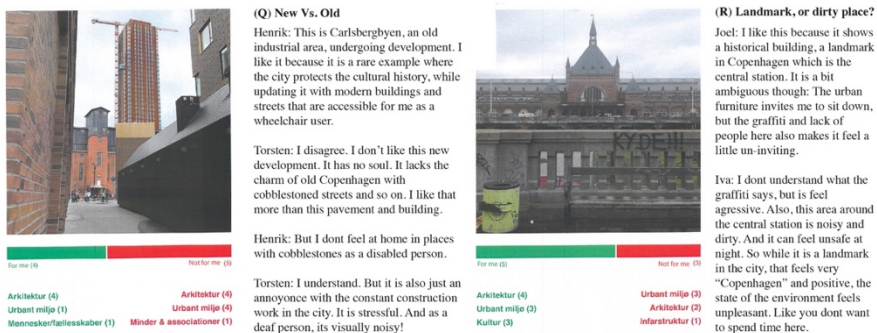 (Q) New Vs. Old
Henrik: This is Carlsbergbyen, an old
industrial area, undergoing development. I
like it because it is a rare example where
the city protects the cultural history, while
updating it with modern buildings and
streets that are accessible for me as a
wheelchair user.
Torsten: I disagree. I don't like this new
development. It has no soul. It lacks the
charm of old Copenhagen with
cobblestoned streets and so on. I like that
more than this pavement and building.
Henrik: But I dont feel at home in places
with cobblestones as a disabled person.
Torsten: I understand. But it is also just an
annoyonce with the constant construction
work in the city. It is stressful. And as a
deaf person, its visually noisy!
For me (4)
Not for me (5)
Arkitektur (4)
Urbant miljø (1)
Mennesker/fællesskaber (1)
Arkitektur (4)
Urbant miljø (4)
Minder & associationer (1)
(R) Landmark, or dirty place?
Joel: I like this because it shows
a historical building, a landmark
in Copenhagen which is the
central station. It is a bit
ambiguous though: The urban
furniture invites me to sit down,
but the graffiti and lack of
people here also makes it feel a
little un-inviting.
Iva: I dont understand what the
graffiti says, but is feel
agressive. Also, this area around
the central station is noisy and
dirty. And it can feel unsafe at
night. So while it is a landmark
in the city, that feels very
“Copenhagen” and positive, the
state of the environment feels
unpleasant. Like you dont want
to spend time here.
KYDE!!!
For me (5)
Not for me (3)
Arkitektur (4)
Urbant miljø (3)
Kultur (3)
Urbant miljø (3)
Arkitektur (2)
Infarstruktur (1)